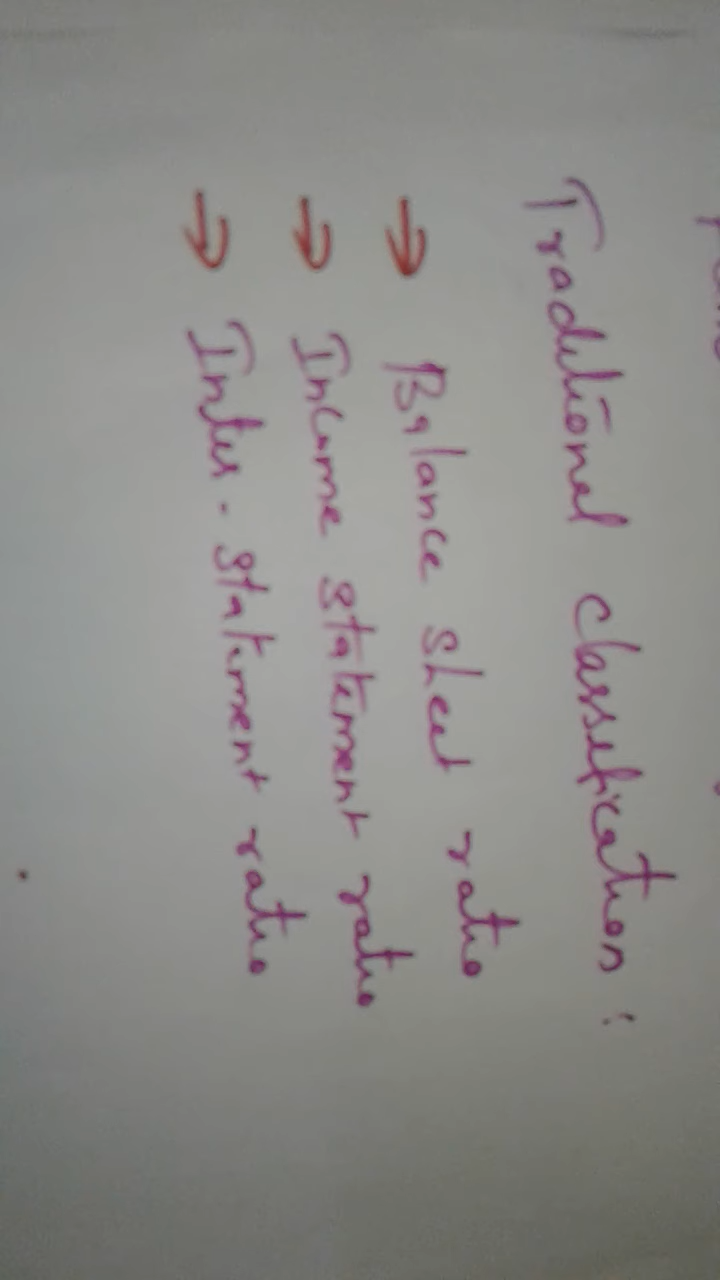 Traditional classification :
→ Balance sheet ratio
→ Income statement ratio
→ Inter - statement ratio